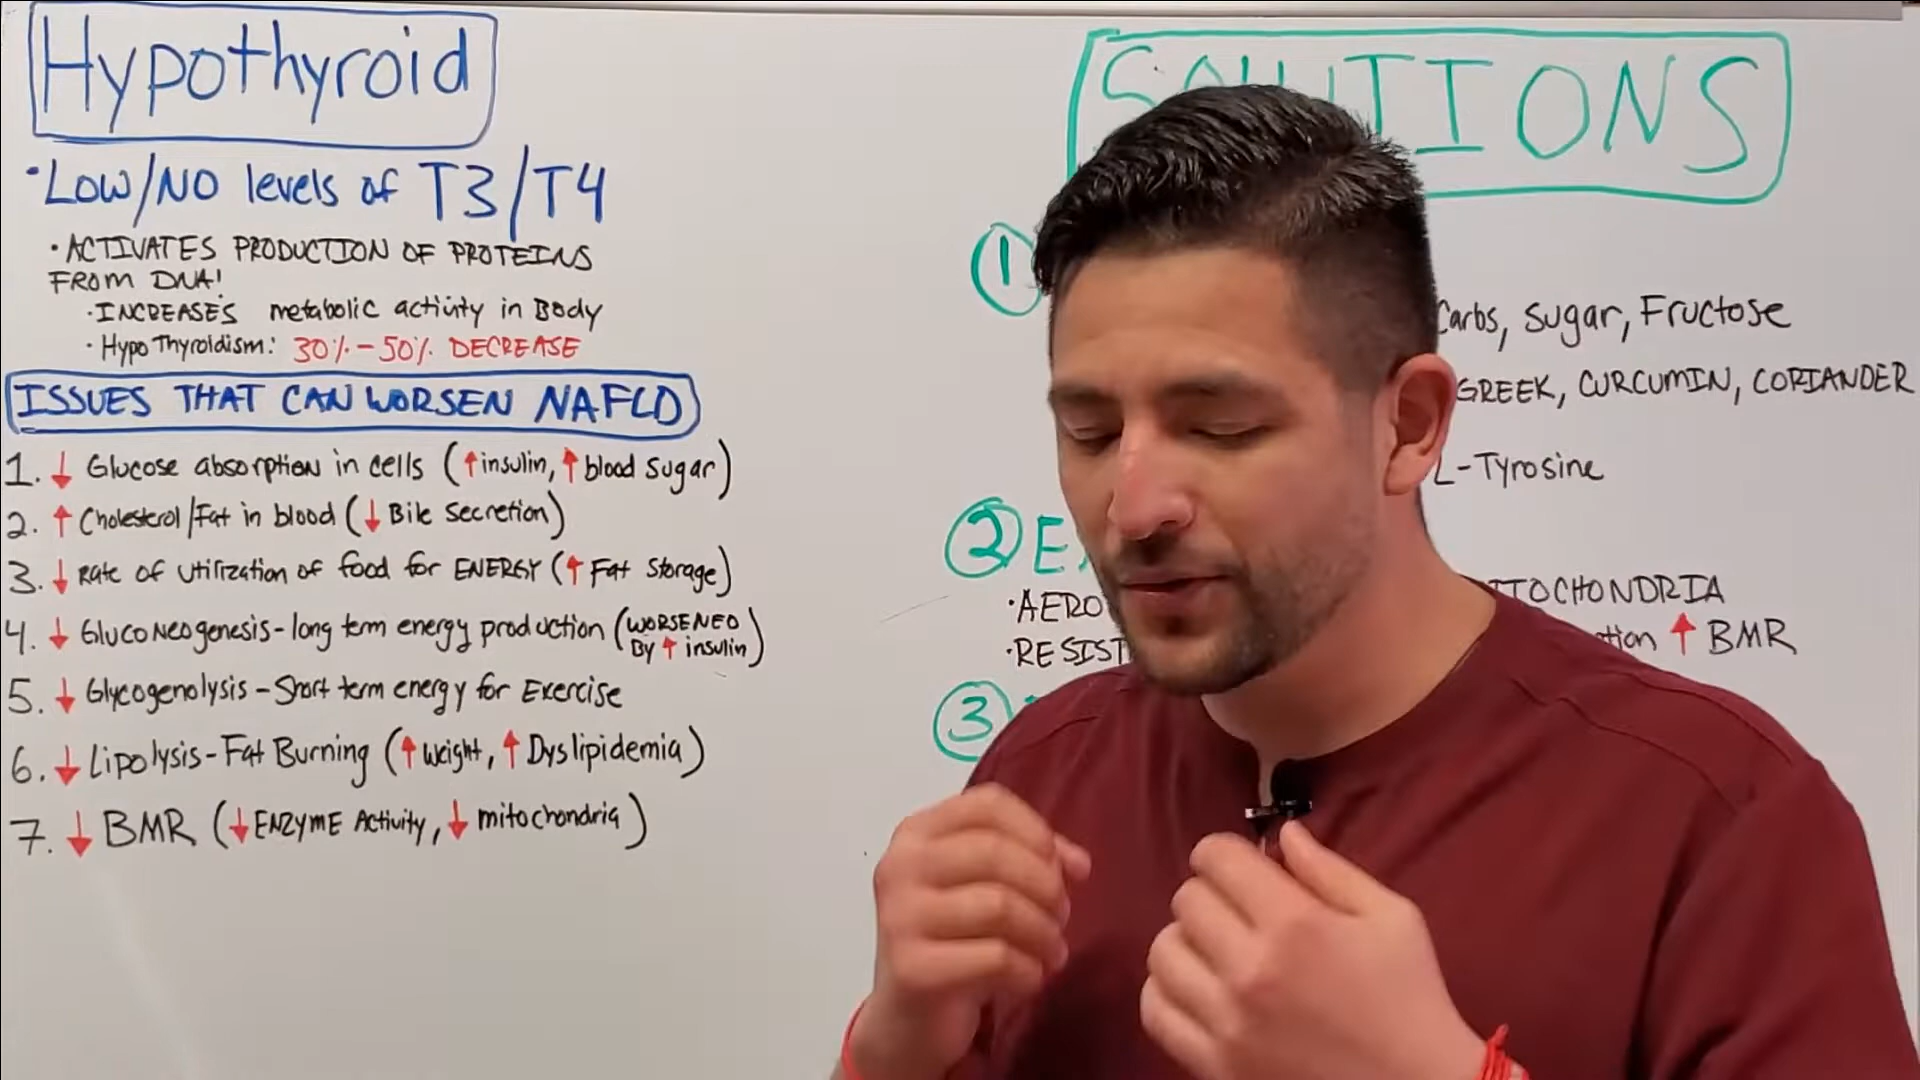 Hypothyroid
• Low/NO levels of T3/T4
• ACTIVATES PRODUCTION OF PROTEINS
FROM DNA!
• INCREASES metabolic activity in Body
• HypoThyroidism: 30% - 50% DECREASE
ISSUES THAT CAN WORSEN NAFLD
1. ↓ Glucose absorption in cells (↑ insulin, ↑ blood sugar)
2. ↑ Cholesterol/Fat in blood (↓ Bile Secretion)
3. ↓ Rate of utilization of food for ENERGY (↑ Fat Storage)
4. ↓ GlucoNeogenesis - long term energy production (WORSENED
By ↑ insulin)
5. ↓ Glycogenolysis - Short term energy for Exercise
6. ↓ Lipolysis - Fat Burning (↑ Weight, ↑ Dyslipidemia)
7. ↓ BMR (↓ ENZYME Activity, ↓ mitochondria)
SOLUTIONS
1
Carbs, Sugar, Fructose
GREEK, CURCUMIN, CORIANDER
L-Tyrosine
2
• AERO
• RESIST
ITOCHONDRIA
tion ↑ BMR
3